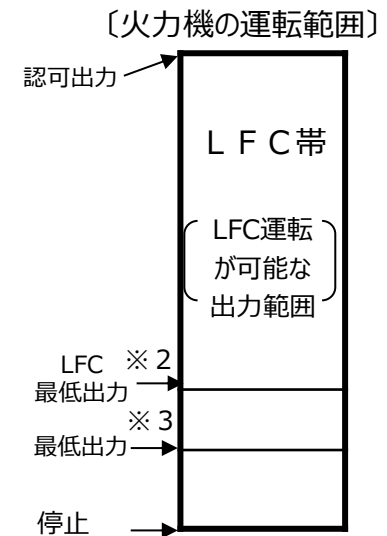 〔火力機の運転範囲〕
認可出力
ＬＦＣ帯
LFC運転
が可能な
出力範囲
LFC ※２
最低出力
※３
最低出力
停止